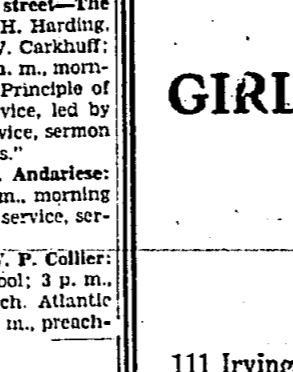 street—The
H. Harding,
Carkhuff;
m., morn-
Principle of
vice, led by
vice, sermon
s."
Andariese:
m., morning
service, ser-
P. Collier:
ool; 3 p. m.,
ch. Atlantic
m., preach-
GIRL
111 Irving